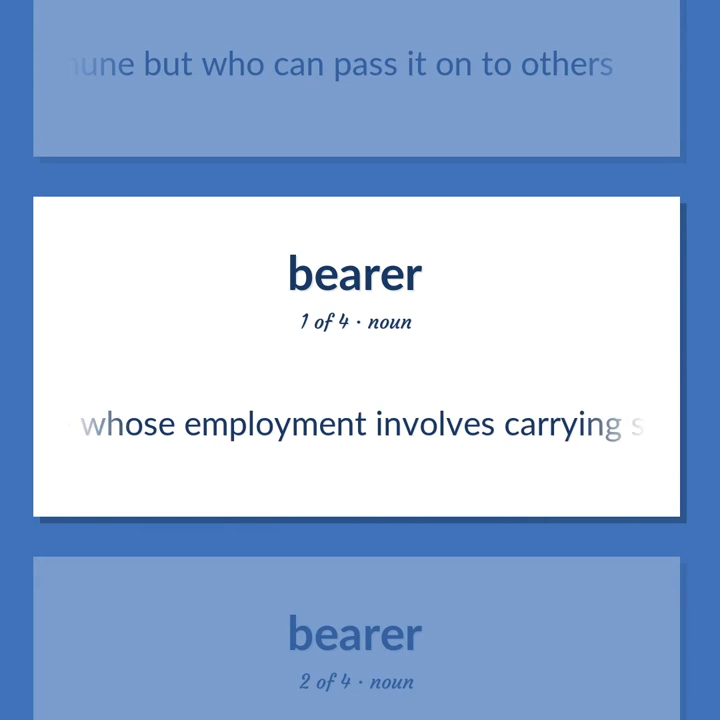 but who can pass it on to others
bearer
1 of 4 · noun
whose employment involves carrying
bearer
2 of 4 · noun